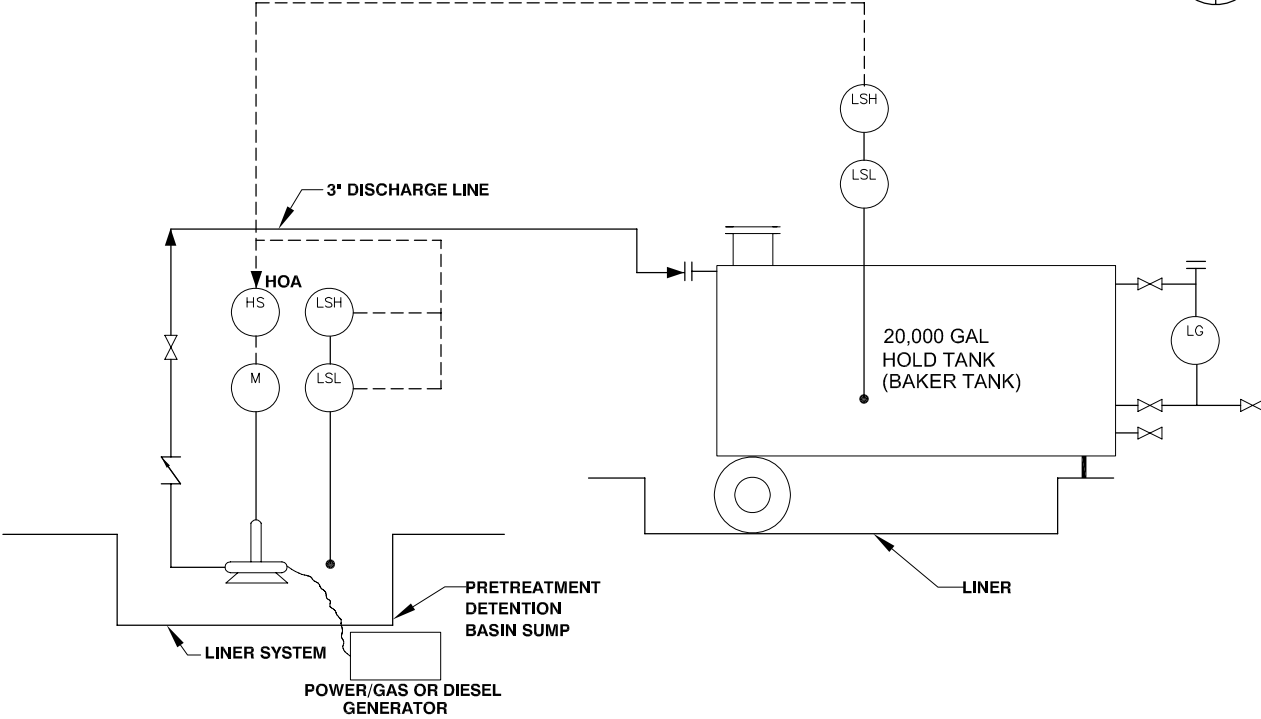 LSH
LSL
3" DISCHARGE LINE
HOA
HS
LSH
M
LSL
20,000 GAL
HOLD TANK
(BAKER TANK)
LG
PRETREATMENT
DETENTION
BASIN SUMP
LINER
LINER SYSTEM
POWER/GAS OR DIESEL
GENERATOR